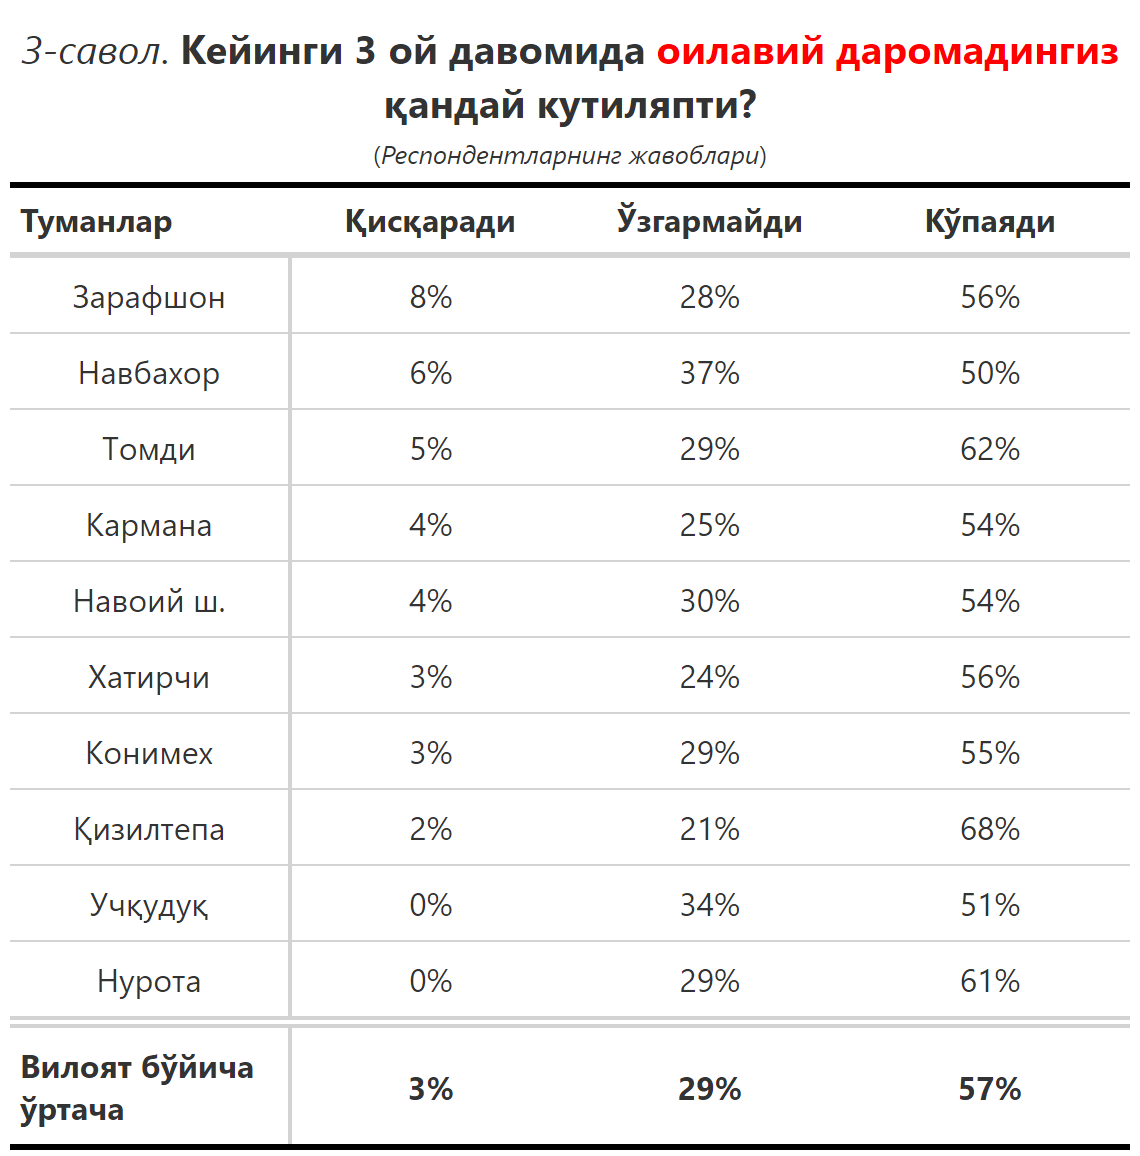 3-савол. Кейинги 3 ой давомида оилавий даромадингиз
қандай кутиляпти?
(Респондентларнинг жавоблари)
Туманлар Қисқаради Ўзгармайди Кўпаяди
Зарафшон 8% 28% 56%
Навбахор 6% 37% 50%
Томди 5% 29% 62%
Кармана 4% 25% 54%
Навоий ш. 4% 30% 54%
Хатирчи 3% 24% 56%
Конимех 3% 29% 55%
Қизилтепа 2% 21% 68%
Учқудуқ 0% 34% 51%
Нурота 0% 29% 61%
Вилоят бўйича
ўртача 3% 29% 57%